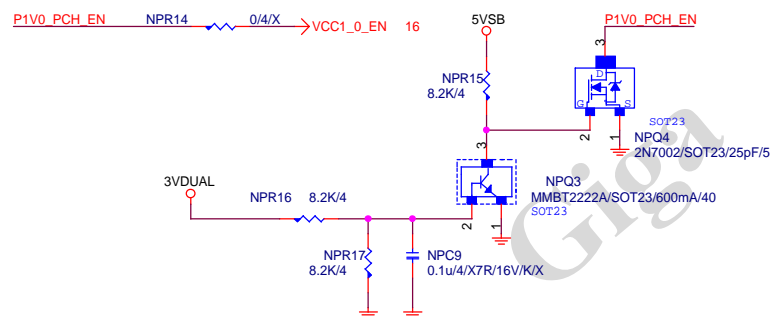 P1V0_PCH_EN NPR14 0/4/X VCC1_0_EN 16
5VSB
P1V0_PCH_EN
3
NPR15
8.2K/4
D
G S
2
1
SOT23
NPQ4
2N7002/SOT23/25pF/5
3
NPQ3
MMBT2222A/SOT23/600mA/40
SOT23
2
1
3VDUAL
NPR16 8.2K/4
NPR17
8.2K/4
NPC9
0.1u/4/X7R/16V/K/X
Giga